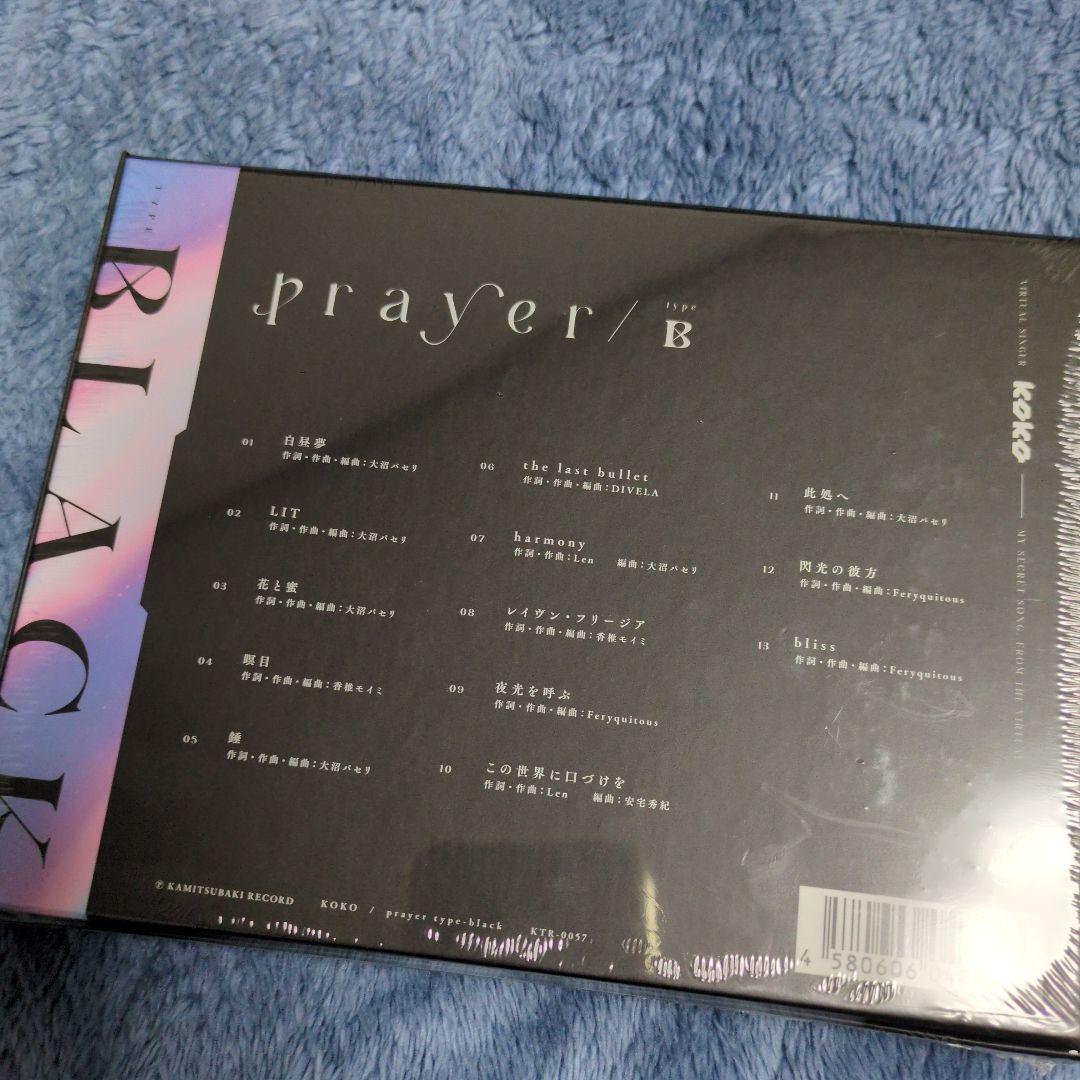 TYPE
BLACK
prayer/
type
B
01 白昼夢
作詞・作曲・編曲:大沼パセリ
02 LIT
作詞・作曲・編曲:大沼パセリ
03 花と蜜
作詞・作曲・編曲:大沼パセリ
04 瞑目
作詞・作曲・編曲:香椎モイミ
05 錘
作詞・作曲・編曲:大沼パセリ
06 the last bullet
作詞・作曲・編曲:DIVELA
07 harmony
作詞・作曲:Len 編曲:大沼パセリ
08 レイヴン・フリージア
作詞・作曲・編曲:香椎モイミ
09 夜光を呼ぶ
作詞・作曲・編曲:Feryquitous
10 この世界に口づけを
作詞・作曲:Len 編曲:安宅秀紀
11 此処へ
作詞・作曲・編曲:大沼パセリ
12 閃光の彼方
作詞・作曲・編曲:Feryquitous
13 bliss
作詞・作曲・編曲:Feryquitous
VIRTUAL SINGER KOKO MY SECRET SONG, FROM THE
℗ KAMITSUBAKI RECORD KOKO / prayer type-black KTR-0057
4 580606